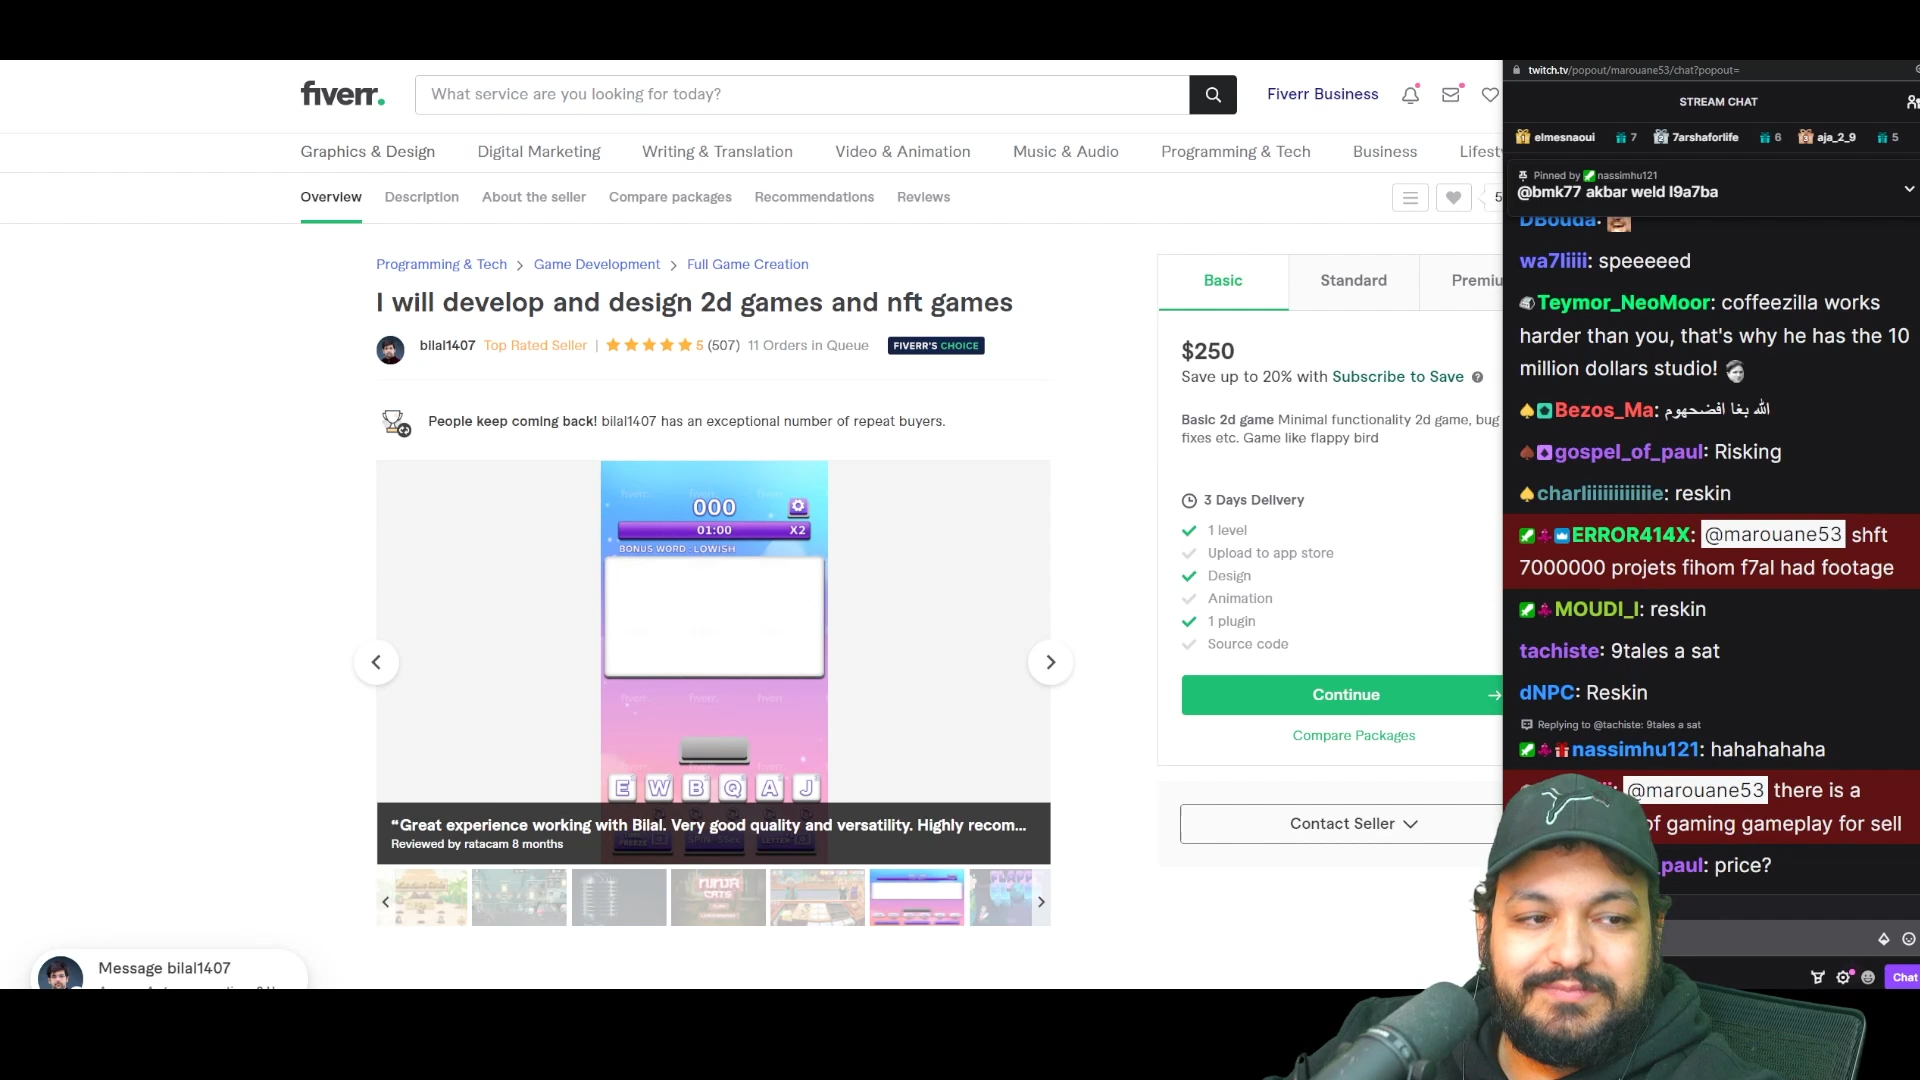 fiverr.
What service are you looking for today?
Fiverr Business
Graphics & Design
Digital Marketing
Writing & Translation
Video & Animation
Music & Audio
Programming & Tech
Business
Lifest
Overview
Description
About the seller
Compare packages
Recommendations
Reviews
5
Programming & Tech
Game Development
Full Game Creation
I will develop and design 2d games and nft games
bilal1407 Top Rated Seller | 5 (507) 11 Orders in Queue FIVERR'S CHOICE
People keep coming back! bilal1407 has an exceptional number of repeat buyers.
000
01:00 X2
BONUS WORD : LOWISH
fiverr.
E W B Q A J
“Great experience working with Bilal. Very good quality and versatility. Highly recom...
Reviewed by ratacam 8 months
NINJA
CATS
Message bilal1407
Basic
Standard
Premiu
$250
Save up to 20% with Subscribe to Save
Basic 2d game Minimal functionality 2d game, bug
fixes etc. Game like flappy bird
3 Days Delivery
1 level
Upload to app store
Design
Animation
1 plugin
Source code
Continue
Compare Packages
Contact Seller
twitch.tv/popout/marouane53/chat?popout=
STREAM CHAT
elmesnaoui 7 7arshaforlife 6 aja_2_9 5
Pinned by nassimhu121
@bmk77 akbar weld l9a7ba
DBouda:
wa7liiii: speeeeed
Teymor_NeoMoor: coffeezilla works
harder than you, that's why he has the 10
million dollars studio!
Bezos_Ma: الله بغا افضحهوم
gospel_of_paul: Risking
charliiiiiiiiiiiie: reskin
ERROR414X: @marouane53 shft
7000000 projets fihom f7al had footage
MOUDI_I: reskin
tachiste: 9tales a sat
dNPC: Reskin
Replying to @tachiste: 9tales a sat
nassimhu121: hahahahaha
@marouane53 there is a
of gaming gameplay for sell
_paul: price?
Chat